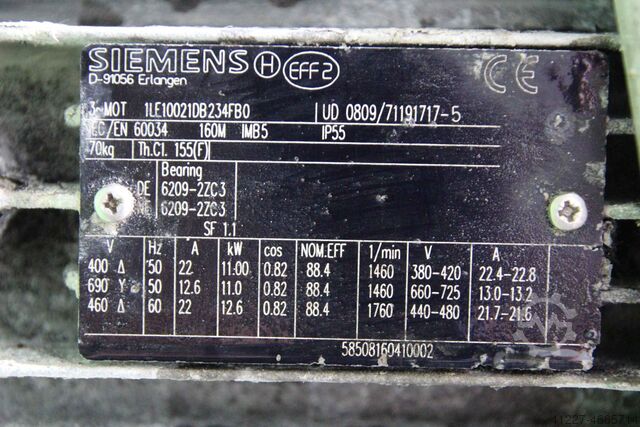 SIEMENS H EFF2 CE
D-91056 Erlangen
3~MOT 1LE10021DB234FB0 UD 0809/71191717-5
EC/EN 60034 160M IMB5 IP55
70kg Th.Cl. 155(F)
Bearing
DE 6209-2ZC3
6209-2ZC3
SF 1.1
V Hz A kW cos NOM.EFF 1/min V A
400 Δ 50 22 11.00 0.82 88.4 1460 380-420 22.4-22.8
690 Y 50 12.6 11.0 0.82 88.4 1460 660-725 13.0-13.2
460 Δ 60 22 12.6 0.82 88.4 1760 440-480 21.7-21.6
58508160410002